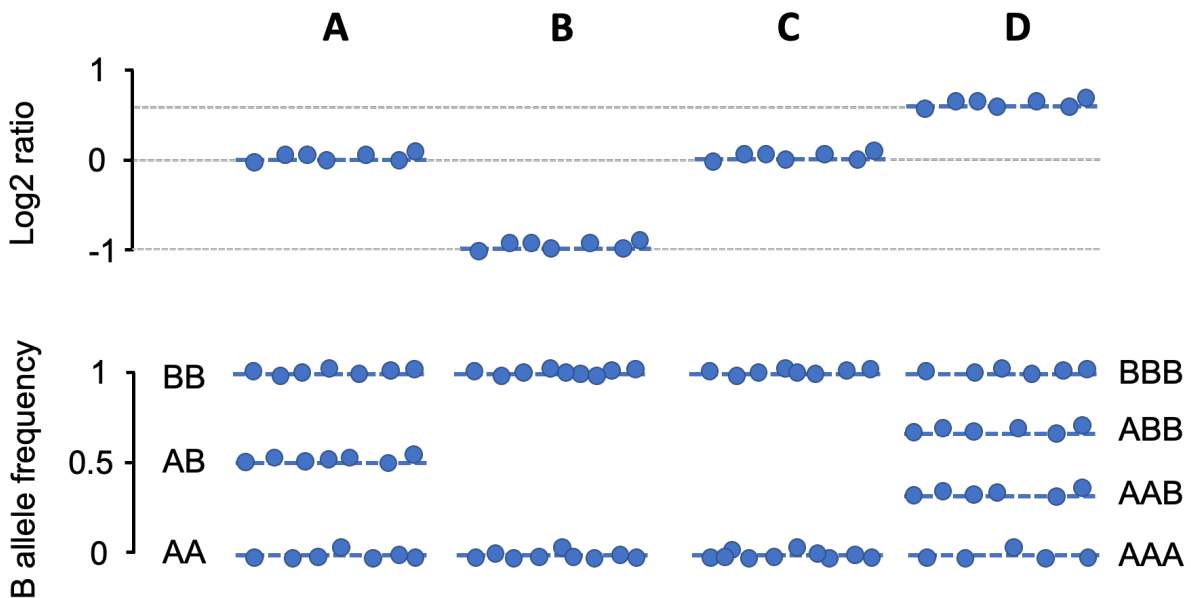 A B C D
Log2 ratio
1
0
-1
B allele frequency
1
0.5
0
BB
AB
AA
BBB
ABB
AAB
AAA